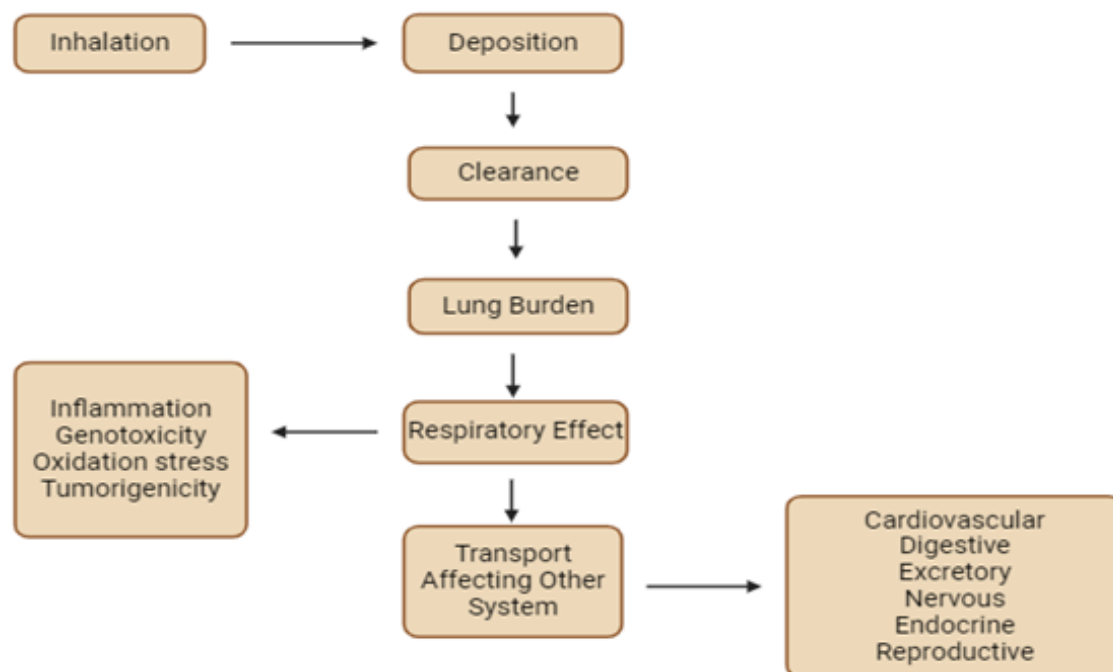 Inhalation
Deposition
Clearance
Lung Burden
Respiratory Effect
Inflammation
Genotoxicity
Oxidation stress
Tumorigenicity
Transport
Affecting Other
System
Cardiovascular
Digestive
Excretory
Nervous
Endocrine
Reproductive